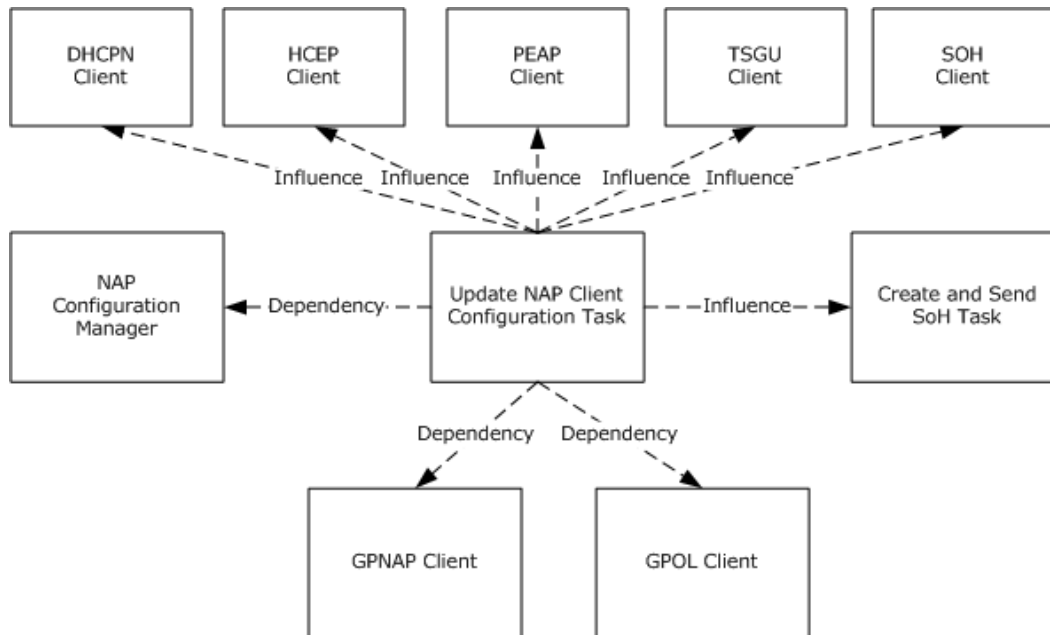 DHCPN
Client
HCEP
Client
PEAP
Client
TSGU
Client
SOH
Client
Influence
Influence
Influence
Influence
Influence
NAP
Configuration
Manager
Dependency
Update NAP Client
Configuration Task
Influence
Create and Send
SoH Task
Dependency
Dependency
GPNAP Client
GPOL Client